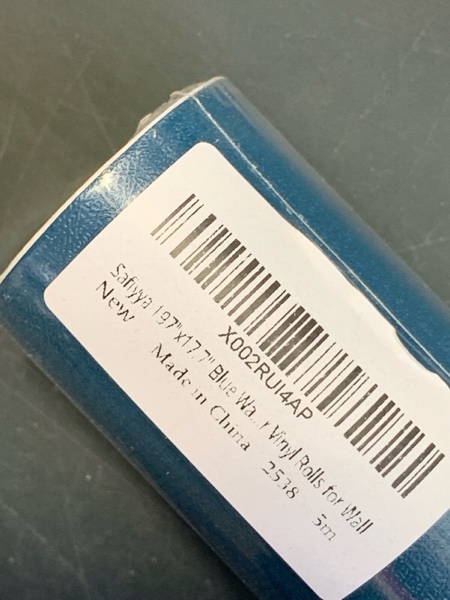 X002RUI4AP
Safiyya 197"x17.7" Blue Wa...r Vinyl Rolls for Wall
New
Made in China 2538 5m